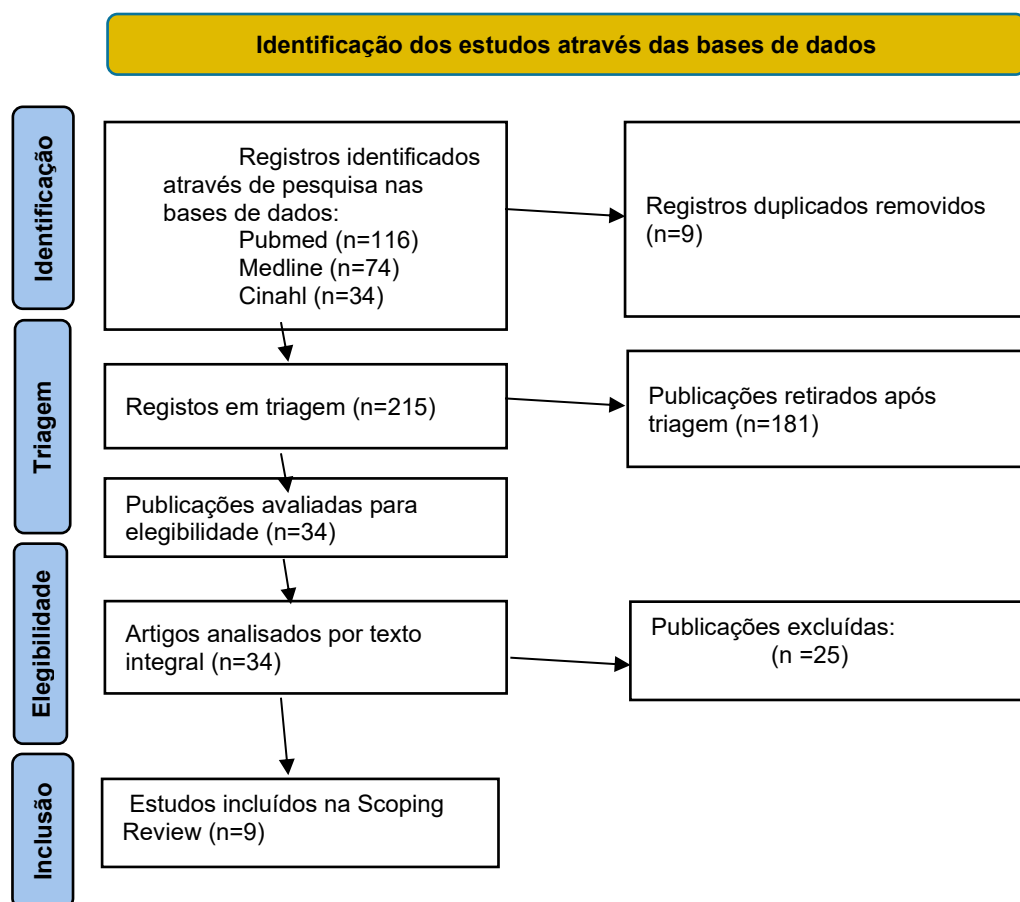 Identificação dos estudos através das bases de dados
Identificação
Registros identificados
através de pesquisa nas
bases de dados:
Pubmed (n=116)
Medline (n=74)
Cinahl (n=34)
Registros duplicados removidos
(n=9)
Triagem
Registos em triagem (n=215)
Publicações retirados após
triagem (n=181)
Publicações avaliadas para
elegibilidade (n=34)
Elegibilidade
Artigos analisados por texto
integral (n=34)
Publicações excluídas:
(n =25)
Inclusão
Estudos incluídos na Scoping
Review (n=9)